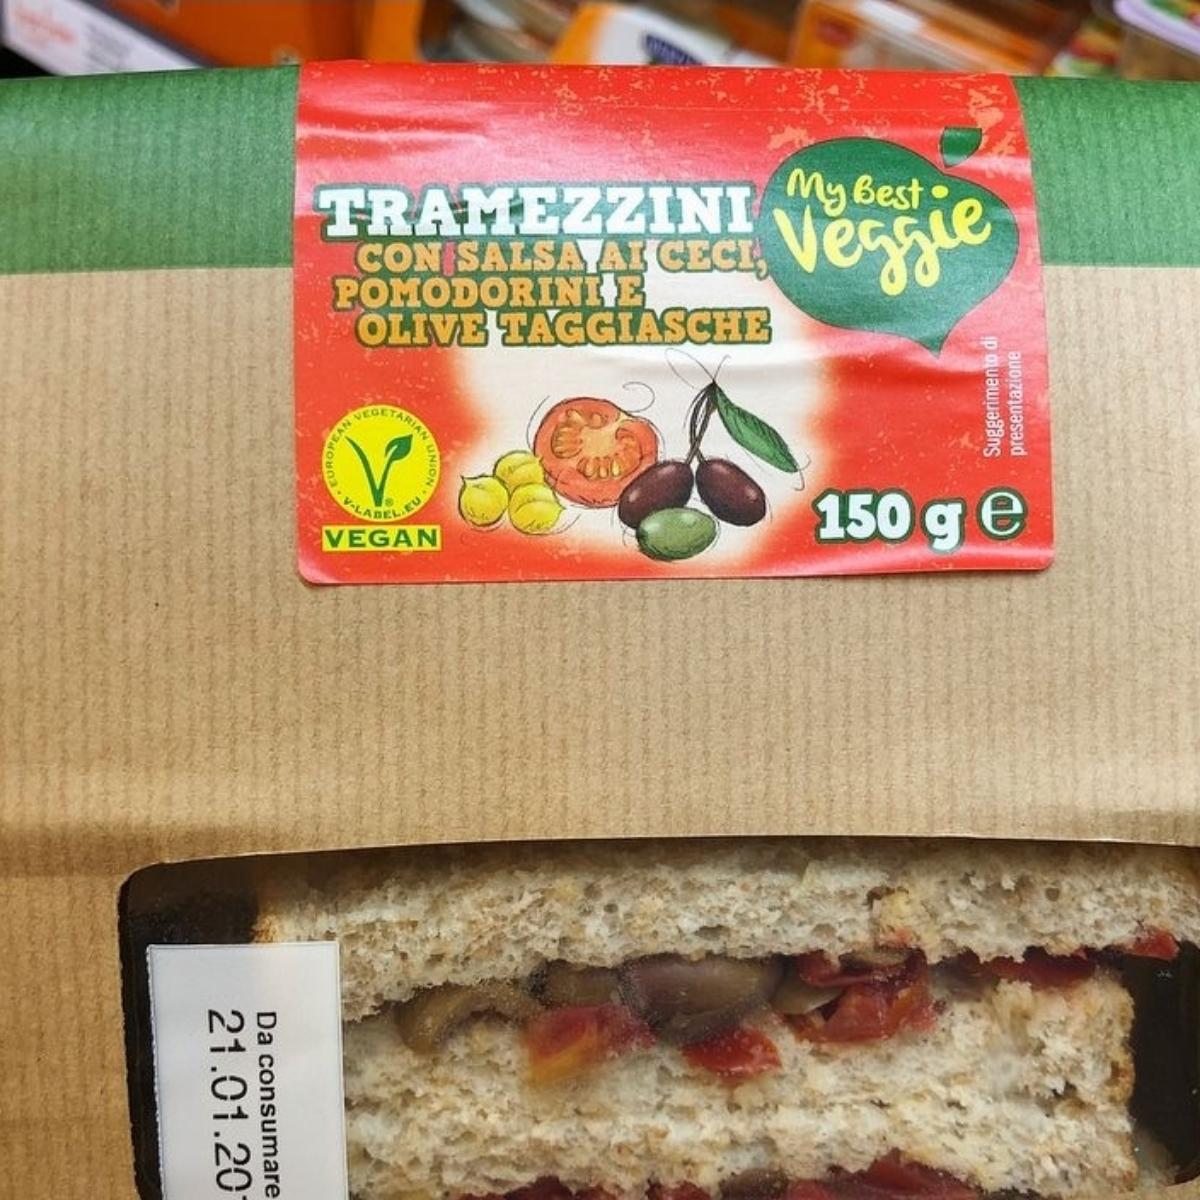 My Best
Veggie
TRAMEZZINI
CON SALSA AI CECI,
POMODORINI E
OLIVE TAGGIASCHE
Suggerimento di
presentazione
EUROPEAN VEGETARIAN UNION
V-LABEL.EU
®
VEGAN
150 g e
Da consumare
21.01.20